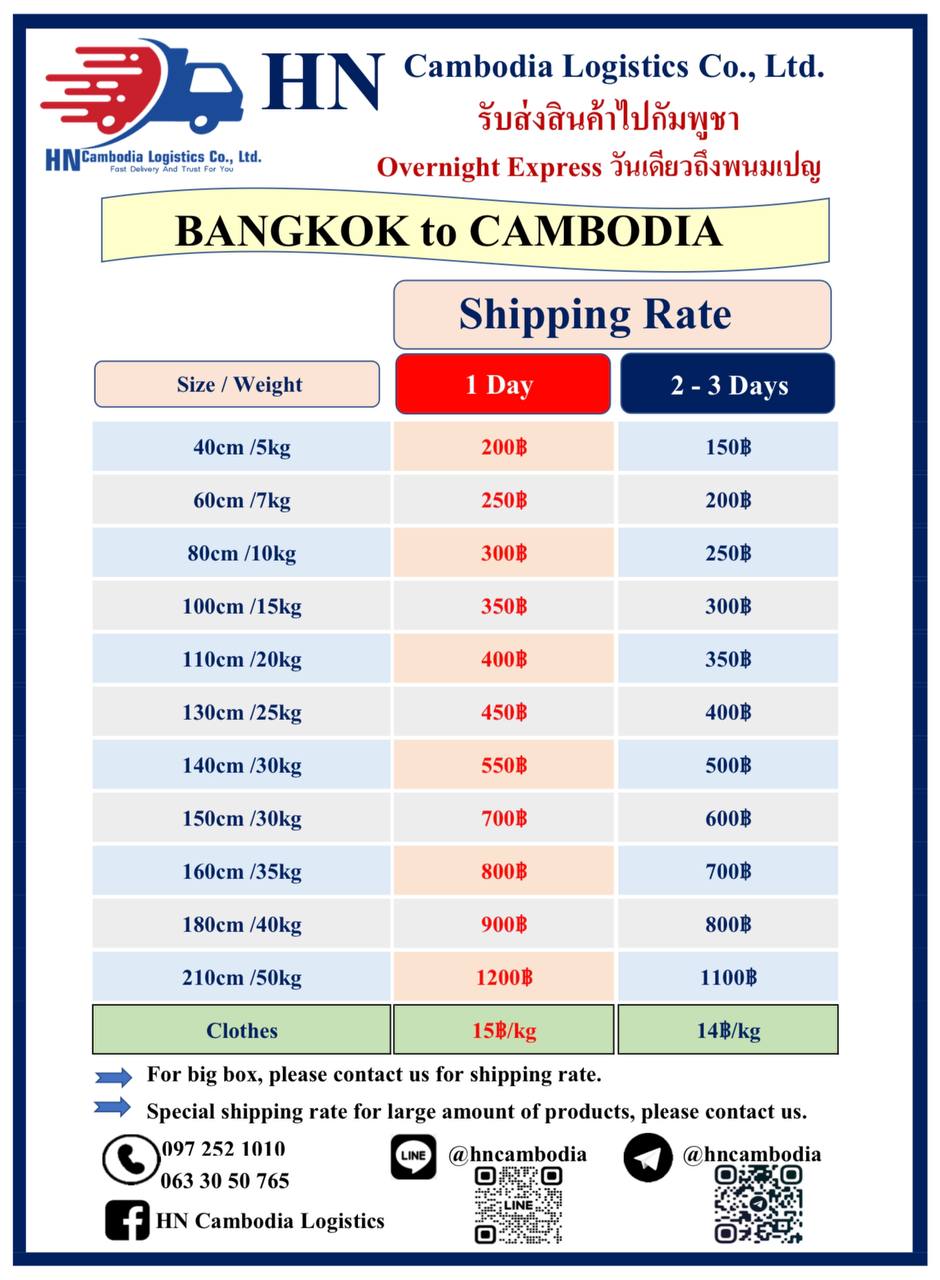 HN Cambodia Logistics Co., Ltd.
รับส่งสินค้าไปกัมพูชา
HNCambodia Logistics Co., Ltd.
Fast Delivery And Trust For You
Overnight Express วันเดียวถึงพนมเปญ
BANGKOK to CAMBODIA
Shipping Rate
Size / Weight 1 Day 2 - 3 Days
40cm /5kg 200฿ 150฿
60cm /7kg 250฿ 200฿
80cm /10kg 300฿ 250฿
100cm /15kg 350฿ 300฿
110cm /20kg 400฿ 350฿
130cm /25kg 450฿ 400฿
140cm /30kg 550฿ 500฿
150cm /30kg 700฿ 600฿
160cm /35kg 800฿ 700฿
180cm /40kg 900฿ 800฿
210cm /50kg 1200฿ 1100฿
Clothes 15฿/kg 14฿/kg
For big box, please contact us for shipping rate.
Special shipping rate for large amount of products, please contact us.
097 252 1010
063 30 50 765
LINE @hncambodia
@hncambodia
LINE
HN Cambodia Logistics